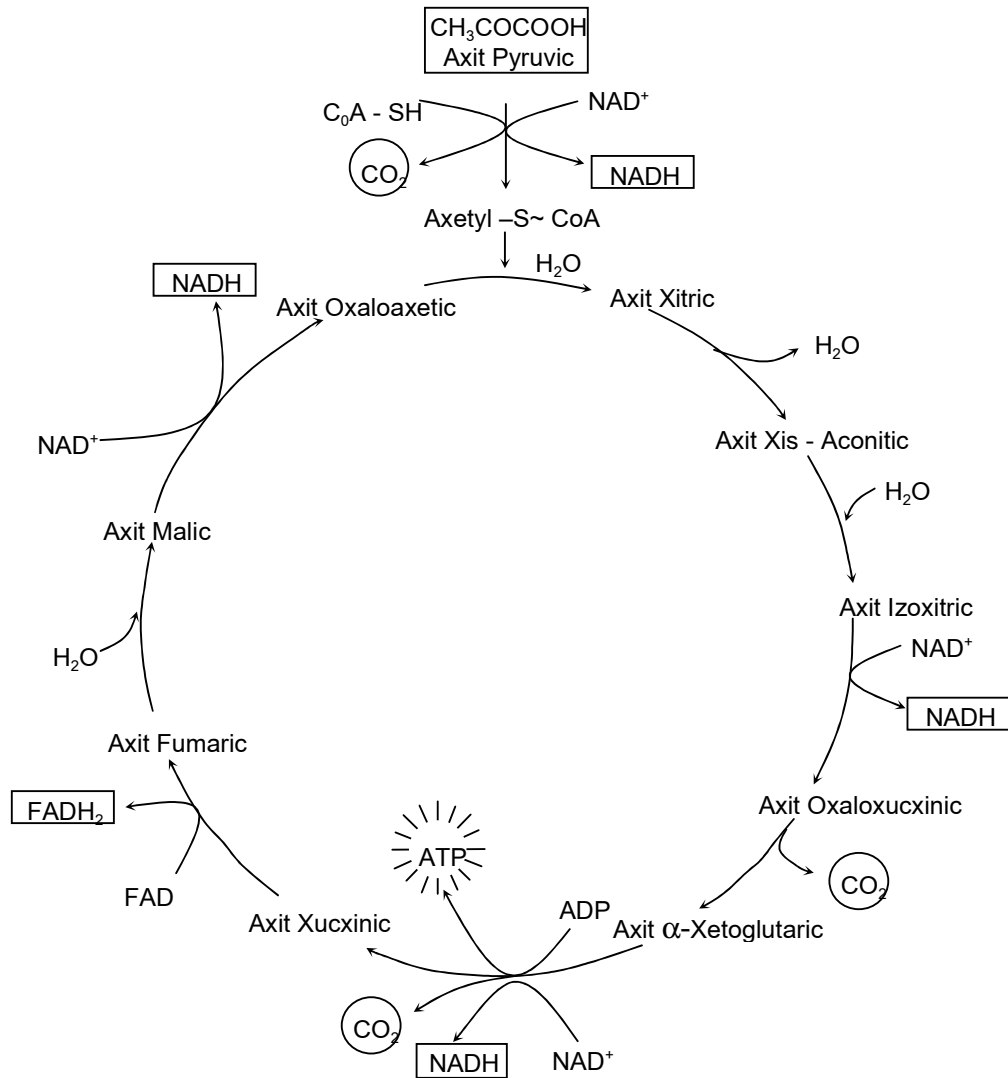 CH₃COCOOH
Axit Pyruvic
C₀A - SH
NAD⁺
CO₂
NADH
Axetyl –S~ CoA
H₂O
NADH
Axit Oxaloaxetic
Axit Xitric
H₂O
NAD⁺
Axit Xis - Aconitic
H₂O
Axit Malic
Axit Izoxitric
NAD⁺
H₂O
NADH
Axit Fumaric
FADH₂
Axit Oxaloxucxinic
ATP
CO₂
FAD
Axit Xucxinic
ADP
Axit α-Xetoglutaric
CO₂
NADH
NAD⁺